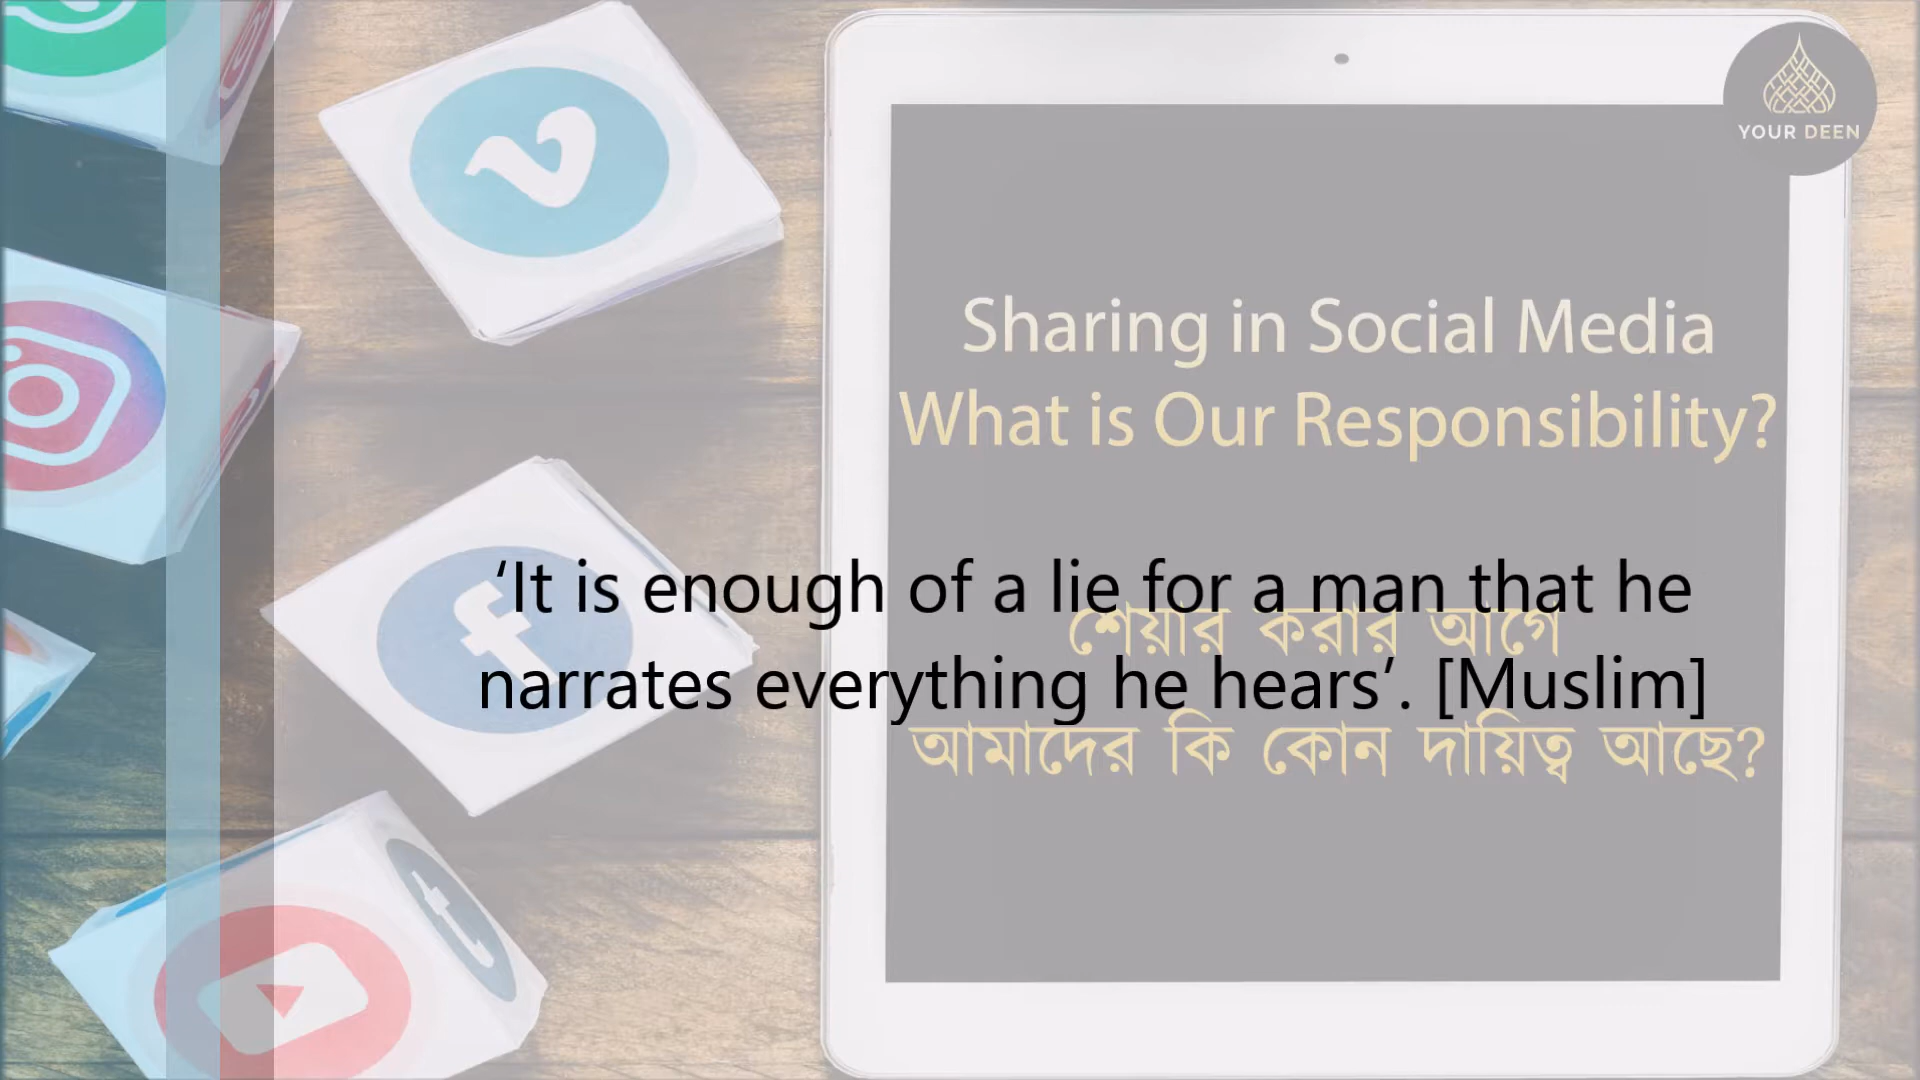 YOUR DEEN
Sharing in Social Media
What is Our Responsibility?
‘It is enough of a lie for a man that he
শেয়ার করার আগে
narrates everything he hears’. [Muslim]
আমাদের কি কোন দায়িত্ব আছে?